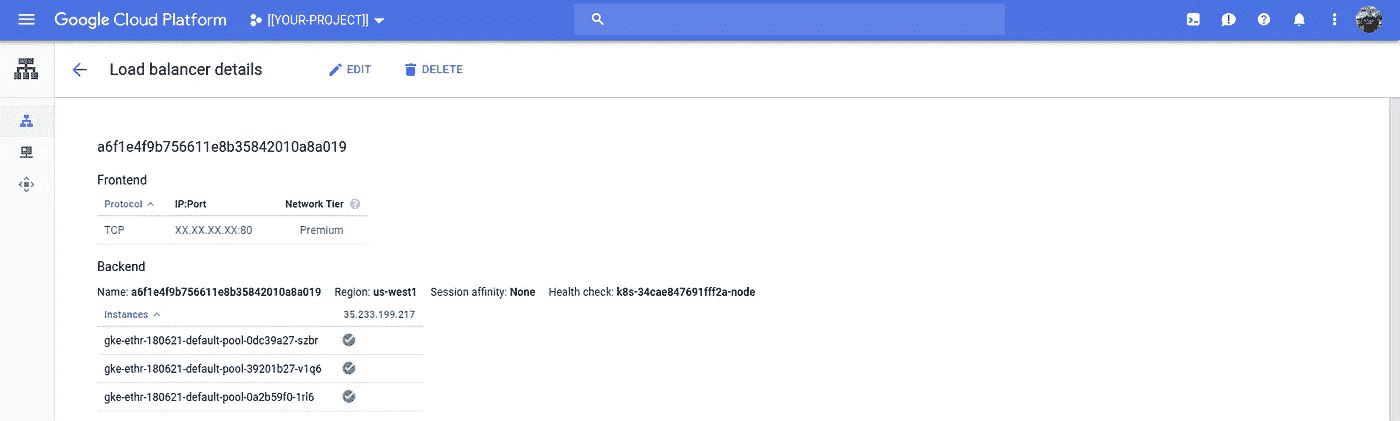 Google Cloud Platform [[YOUR-PROJECT]]
Load balancer details EDIT DELETE
a6f1e4f9b756611e8b35842010a8a019
Frontend
Protocol IP:Port Network Tier
TCP XX.XX.XX.XX:80 Premium
Backend
Name: a6f1e4f9b756611e8b35842010a8a019 Region: us-west1 Session affinity: None Health check: k8s-34cae847691fff2a-node
Instances 35.233.199.217
gke-ethr-180621-default-pool-0dc39a27-szbr
gke-ethr-180621-default-pool-39201b27-v1q6
gke-ethr-180621-default-pool-0a2b59f0-1rl6